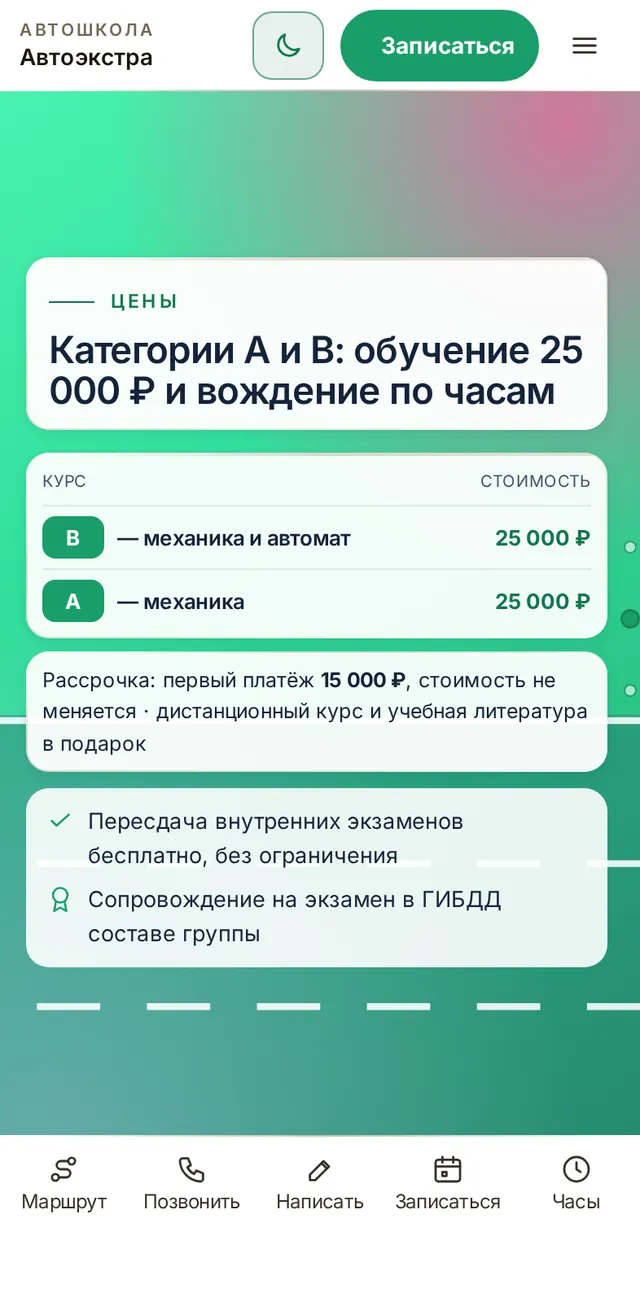 АВТОШКОЛА
Автоэкстра
Записаться
ЦЕНЫ
Категории А и В: обучение 25
000 ₽ и вождение по часам
КУРС СТОИМОСТЬ
В — механика и автомат 25 000 ₽
А — механика 25 000 ₽
Рассрочка: первый платёж 15 000 ₽, стоимость не
меняется · дистанционный курс и учебная литература
в подарок
Пересдача внутренних экзаменов
бесплатно, без ограничения
Сопровождение на экзамен в ГИБДД
составе группы
Маршрут Позвонить Написать Записаться Часы